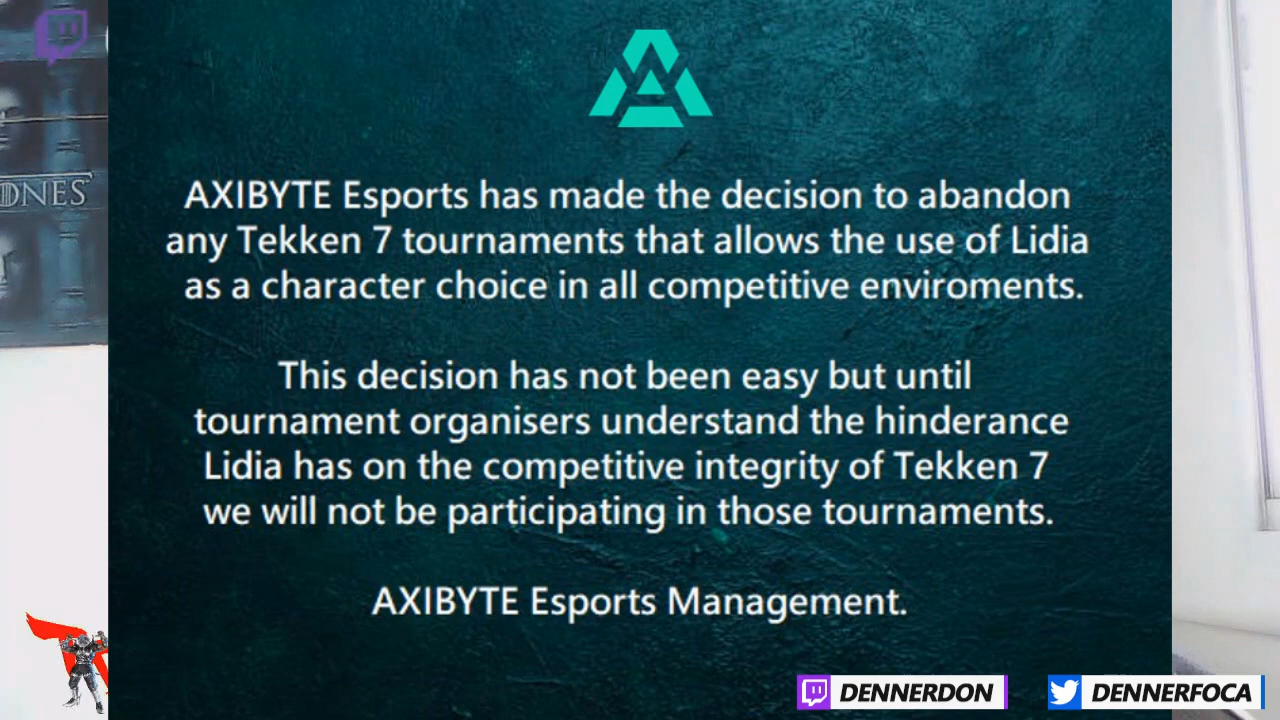 AXIBYTE Esports has made the decision to abandon
any Tekken 7 tournaments that allows the use of Lidia
as a character choice in all competitive enviroments.
This decision has not been easy but until
tournament organisers understand the hinderance
Lidia has on the competitive integrity of Tekken 7
we will not be participating in those tournaments.
AXIBYTE Esports Management.
ONES
DENNERDON
DENNERFOCA